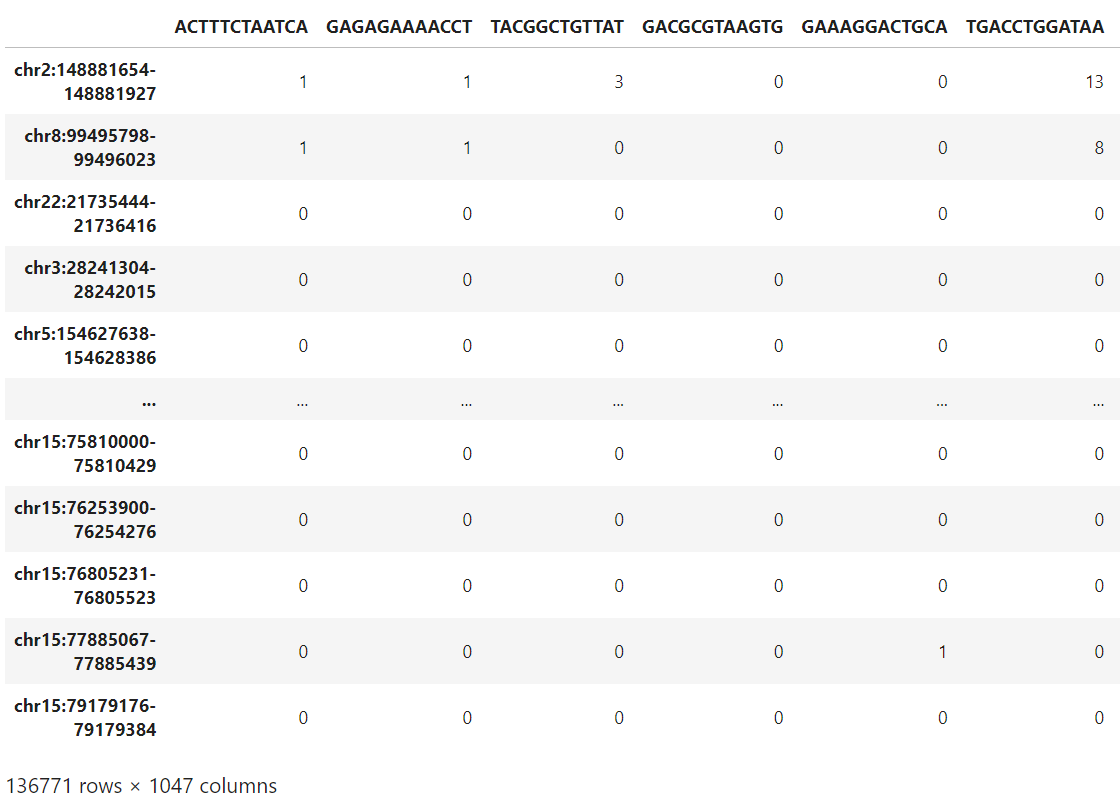 ACTTTCTAATCA GAGAGAAAACCT TACGGCTGTTAT GACGCGTAAGTG GAAAGGACTGCA TGACCTGGATAA
chr2:148881654-
148881927 1 1 3 0 0 13
chr8:99495798-
99496023 1 1 0 0 0 8
chr22:21735444-
21736416 0 0 0 0 0 0
chr3:28241304-
28242015 0 0 0 0 0 0
chr5:154627638-
154628386 0 0 0 0 0 0
... ... ... ... ... ... ...
chr15:75810000-
75810429 0 0 0 0 0 0
chr15:76253900-
76254276 0 0 0 0 0 0
chr15:76805231-
76805523 0 0 0 0 0 0
chr15:77885067-
77885439 0 0 0 0 1 0
chr15:79179176-
79179384 0 0 0 0 0 0
136771 rows × 1047 columns